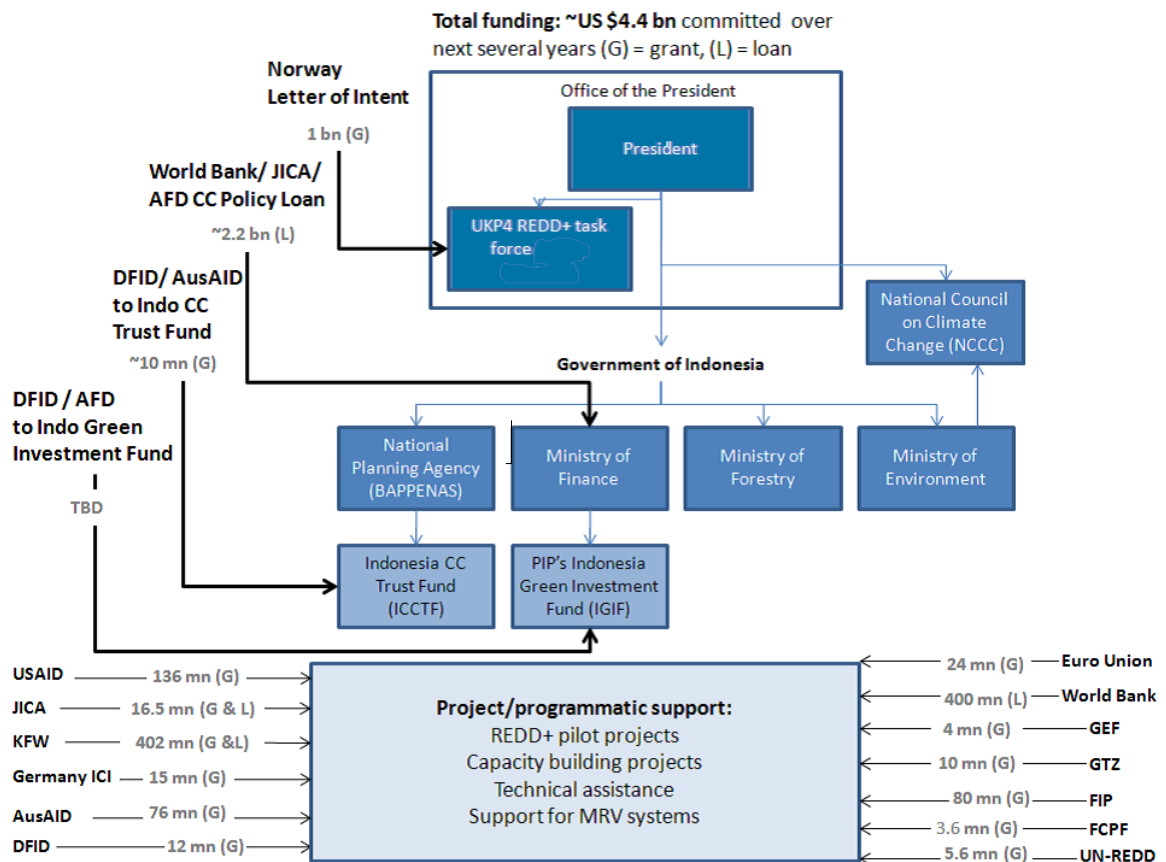 Total funding: ~US $4.4 bn committed over
next several years (G) = grant, (L) = loan
Norway
Letter of Intent
1 bn (G)
World Bank/ JICA/
AFD CC Policy Loan
~2.2 bn (L)
DFID/ AusAID
to Indo CC
Trust Fund
~10 mn (G)
DFID / AFD
to Indo Green
Investment Fund
TBD
Office of the President
President
UKP4 REDD+ task
force
National Council
on Climate
Change (NCCC)
Government of Indonesia
National
Planning Agency
(BAPPENAS)
Ministry of
Finance
Ministry of
Forestry
Ministry of
Environment
Indonesia CC
Trust Fund
(ICCTF)
PIP's Indonesia
Green Investment
Fund (IGIF)
USAID 136 mn (G)
JICA 16.5 mn (G & L)
KFW 402 mn (G &L)
Germany ICI 15 mn (G)
AusAID 76 mn (G)
DFID 12 mn (G)
Project/programmatic support:
REDD+ pilot projects
Capacity building projects
Technical assistance
Support for MRV systems
24 mn (G) Euro Union
400 mn (L) World Bank
4 mn (G) GEF
10 mn (G) GTZ
80 mn (G) FIP
3.6 mn (G) FCPF
5.6 mn (G) UN-REDD